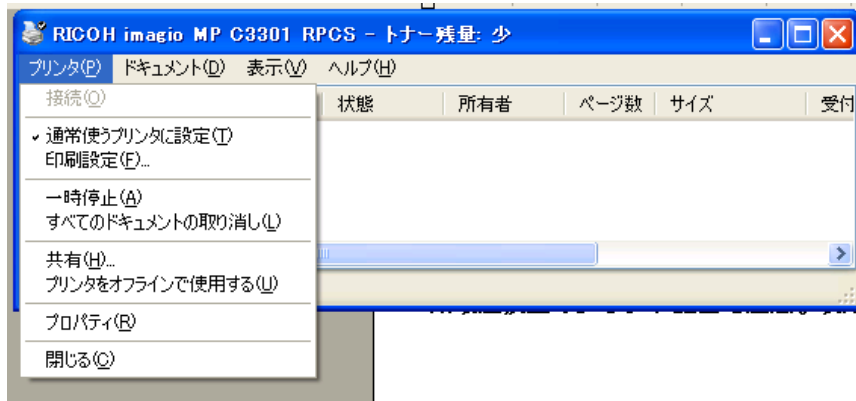 RICOH imagio MP C3301 RPCS - トナー残量: 少
プリンタ(P) ドキュメント(D) 表示(V) ヘルプ(H)
接続(O)
状態 所有者 ページ数 サイズ 受付
通常使うプリンタに設定(T)
印刷設定(F)...
一時停止(A)
すべてのドキュメントの取り消し(L)
共有(H)...
プリンタをオフラインで使用する(U)
プロパティ(R)
閉じる(C)